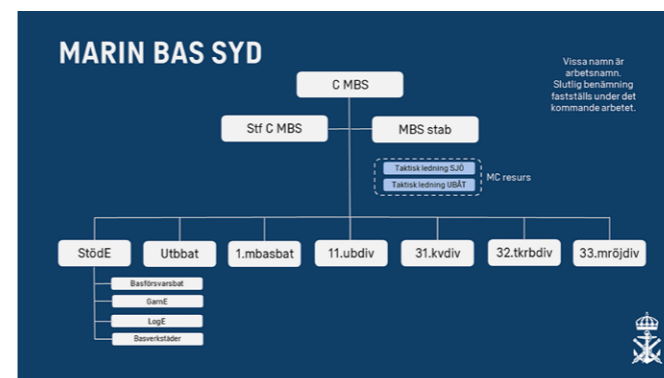 MARIN BAS SYD
Vissa namn är
arbetsnamn.
Slutlig benämning
fastställs under det
kommande arbetet.
C MBS
Stf C MBS
MBS stab
Taktisk ledning SJÖ
Taktisk ledning UBÅT
MC resurs
StödE
Utbbat
1.mbasbat
11.ubdiv
31.kvdiv
32.tkrbdiv
33.mröjdiv
Basförsvarsbat
GarnE
LogE
Basverkstäder